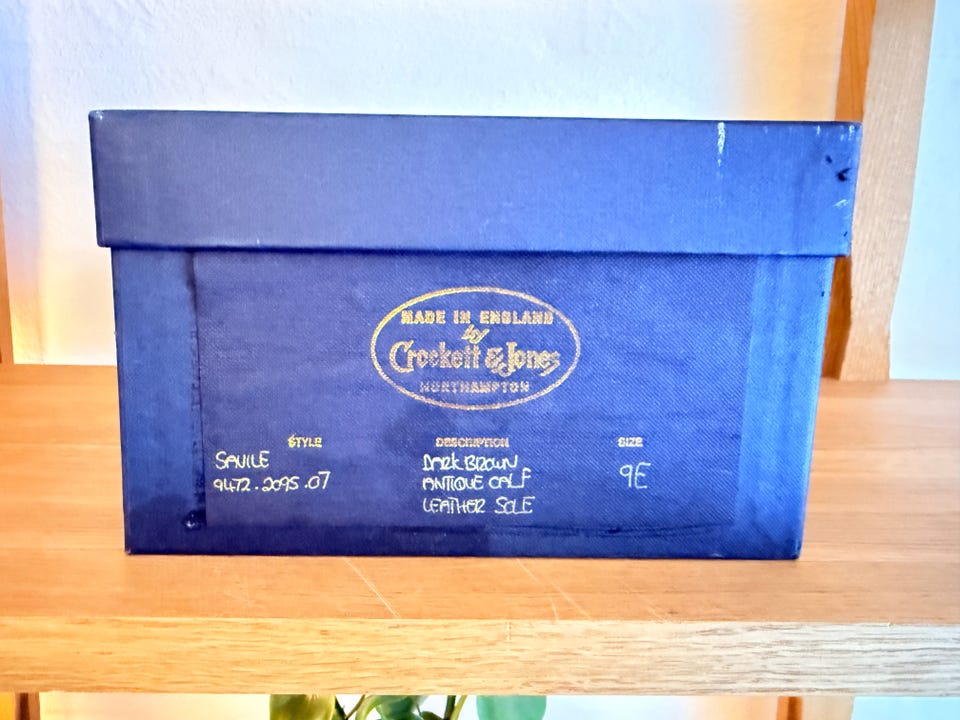 MADE IN ENGLAND
by
Crockett & Jones
NORTHAMPTON
STYLE
SAVILE
9472.2095.07
DESCRIPTION
DARK BROWN
ANTIQUE CALF
LEATHER SOLE
SIZE
9E